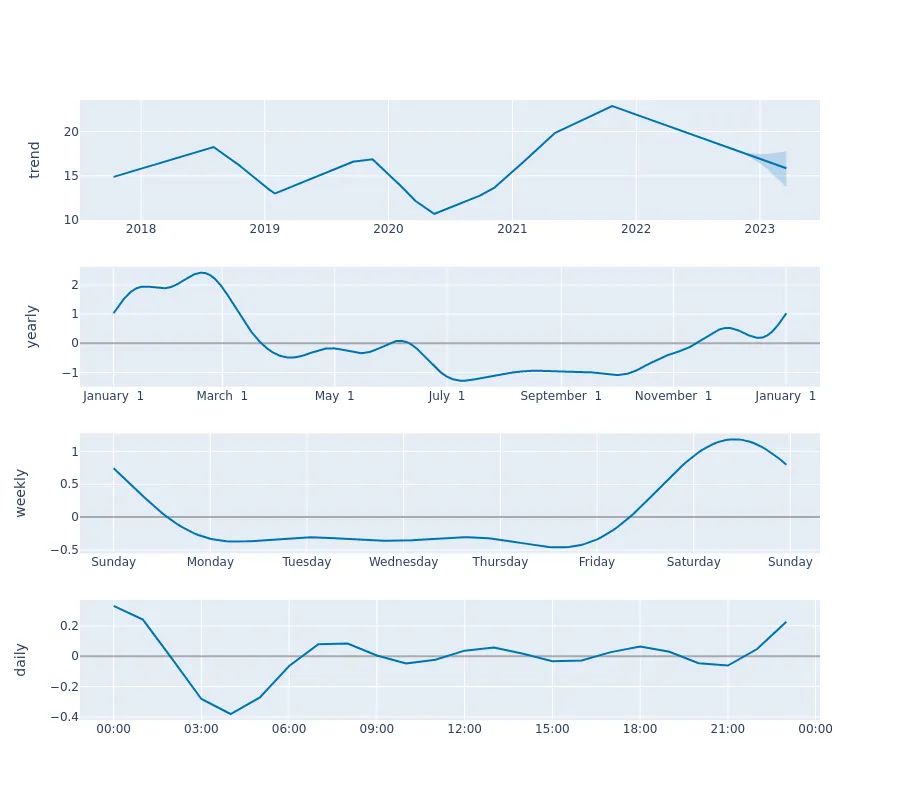 trend
20
15
10
2018 2019 2020 2021 2022 2023
yearly
2
1
0
−1
January 1 March 1 May 1 July 1 September 1 November 1 January 1
weekly
1
0.5
0
−0.5
Sunday Monday Tuesday Wednesday Thursday Friday Saturday Sunday
daily
0.2
0
−0.2
−0.4
00:00 03:00 06:00 09:00 12:00 15:00 18:00 21:00 00:00